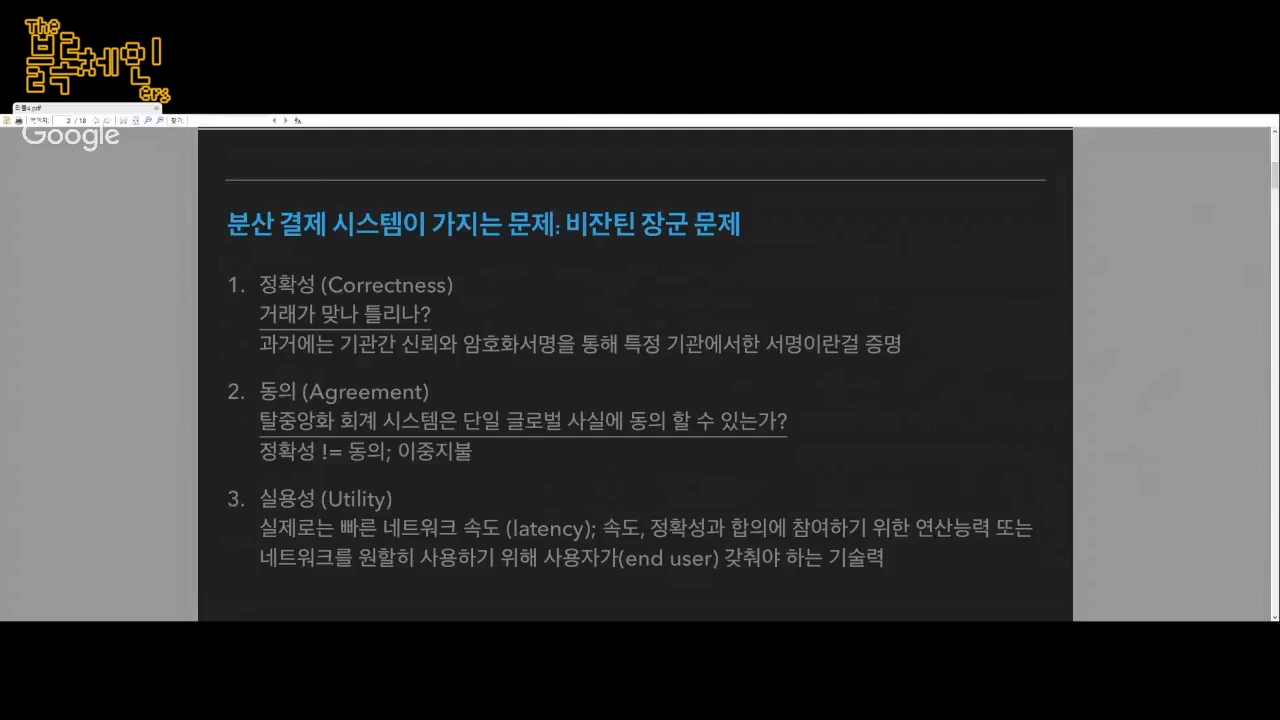 The
블록체인
ers
리플4.pdf
2 / 18
찾기:
Google
분산 결제 시스템이 가지는 문제: 비잔틴 장군 문제
1. 정확성 (Correctness)
거래가 맞나 틀리나?
과거에는 기관간 신뢰와 암호화서명을 통해 특정 기관에서한 서명이란걸 증명
2. 동의 (Agreement)
탈중앙화 회계 시스템은 단일 글로벌 사실에 동의 할 수 있는가?
정확성 != 동의; 이중지불
3. 실용성 (Utility)
실제로는 빠른 네트워크 속도 (latency); 속도, 정확성과 합의에 참여하기 위한 연산능력 또는
네트워크를 원할히 사용하기 위해 사용자가(end user) 갖춰야 하는 기술력